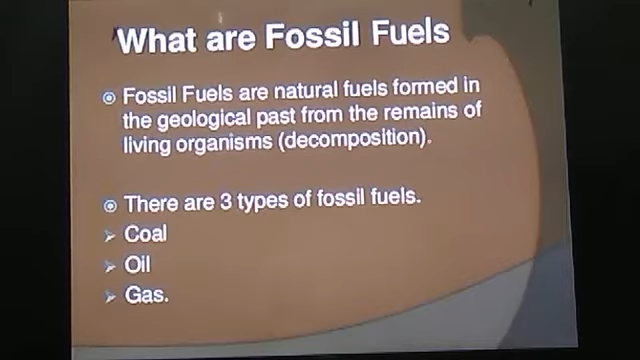 What are Fossil Fuels
Fossil Fuels are natural fuels formed in
the geological past from the remains of
living organisms (decomposition).
There are 3 types of fossil fuels.
Coal
Oil
Gas.